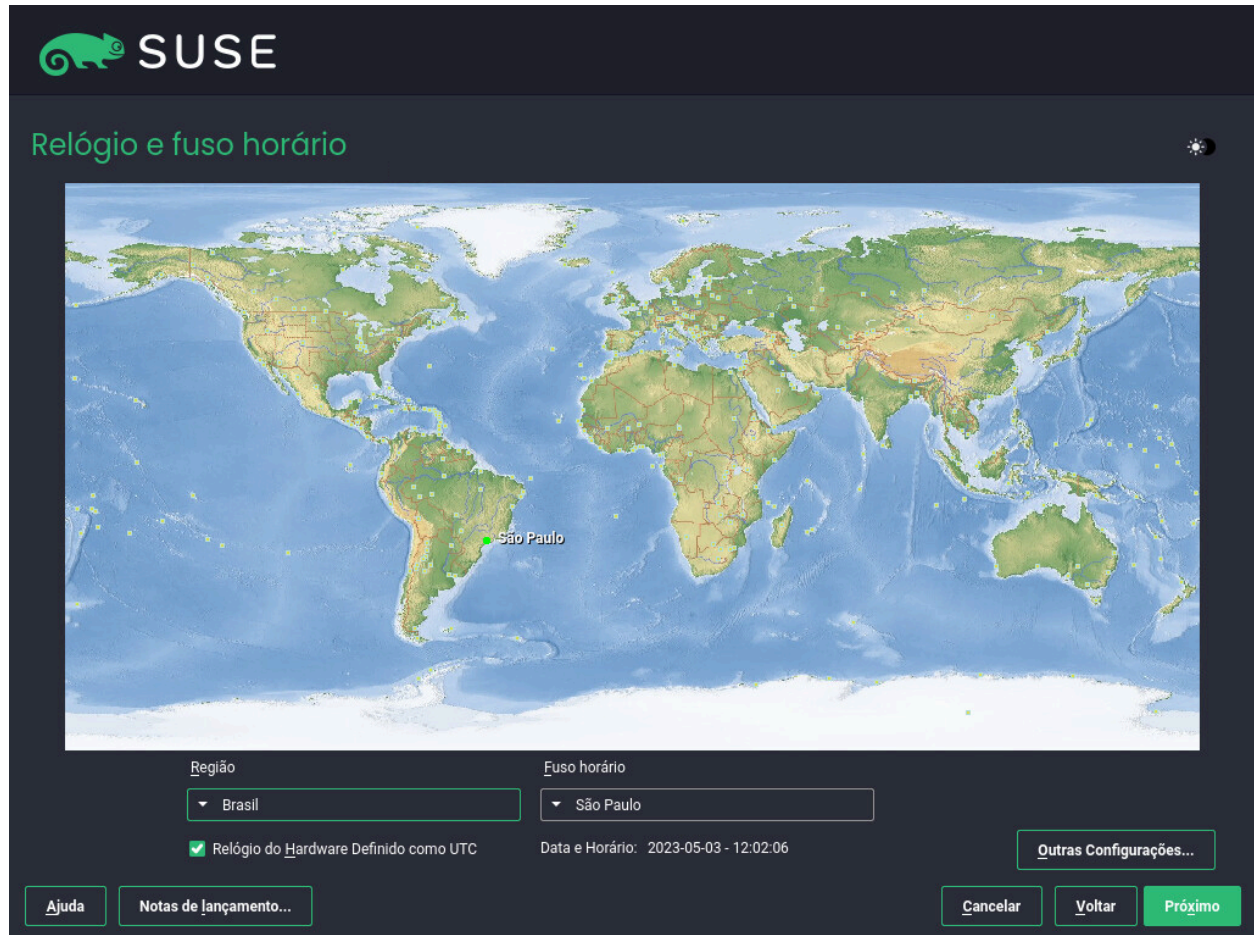 SUSE
Relógio e fuso horário
São Paulo
Região
Fuso horário
Brasil
São Paulo
Relógio do Hardware Definido como UTC
Data e Horário: 2023-05-03 - 12:02:06
Outras Configurações...
Ajuda
Notas de lançamento...
Cancelar
Voltar
Próximo